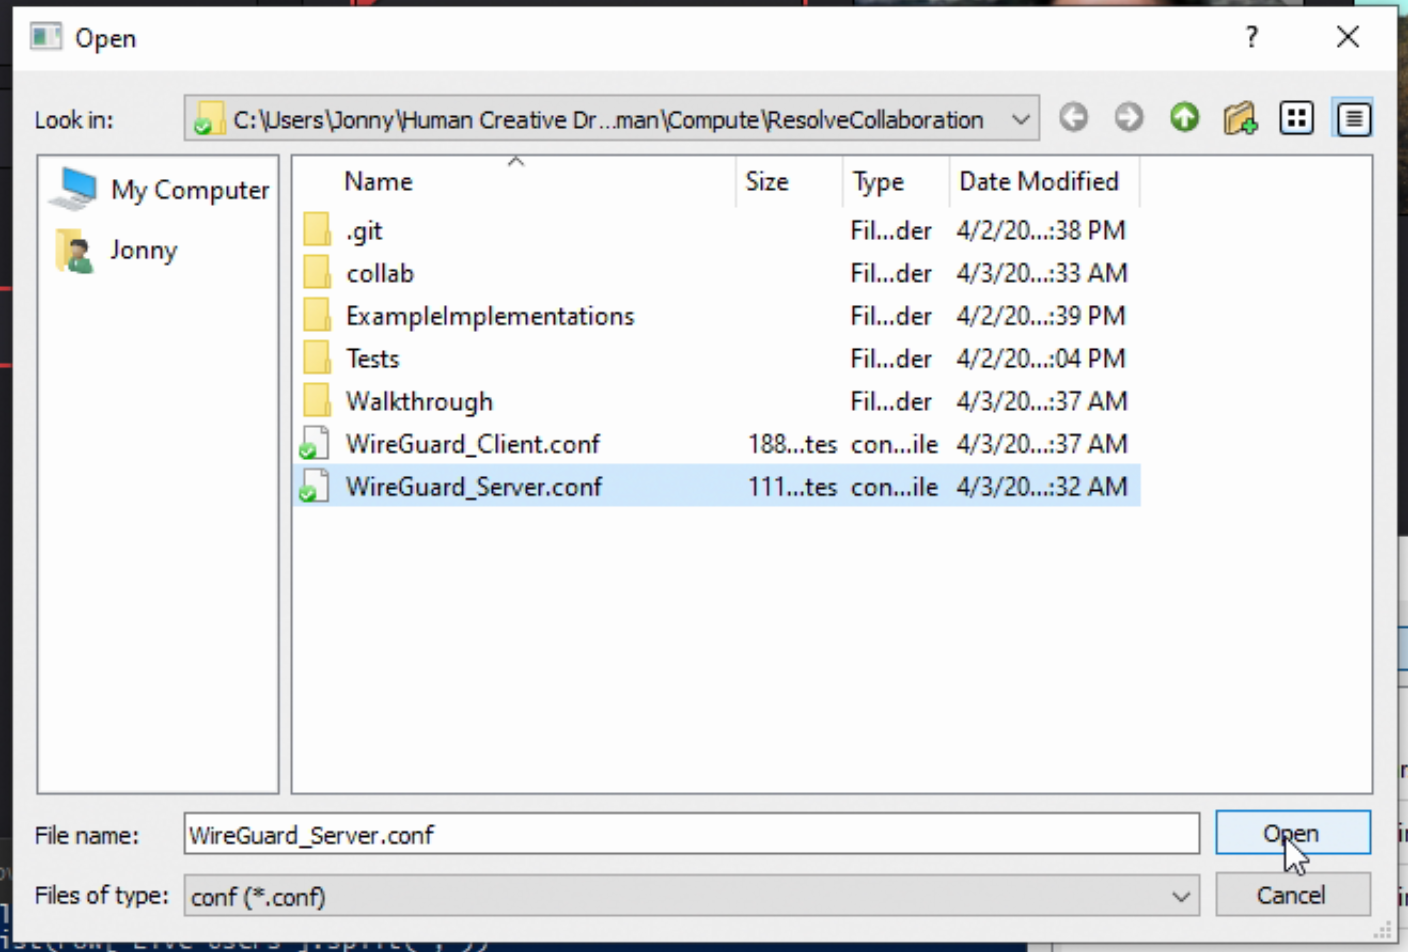 Open ?
Look in: C:\Users\Jonny\Human Creative Dr...man\Compute\ResolveCollaboration
My Computer
Jonny
Name Size Type Date Modified
.git Fil...der 4/2/20...:38 PM
collab Fil...der 4/3/20...:33 AM
ExampleImplementations Fil...der 4/2/20...:39 PM
Tests Fil...der 4/2/20...:04 PM
Walkthrough Fil...der 4/3/20...:37 AM
WireGuard_Client.conf 188...tes con...ile 4/3/20...:37 AM
WireGuard_Server.conf 111...tes con...ile 4/3/20...:32 AM
File name: WireGuard_Server.conf Open
Files of type: conf (*.conf) Cancel